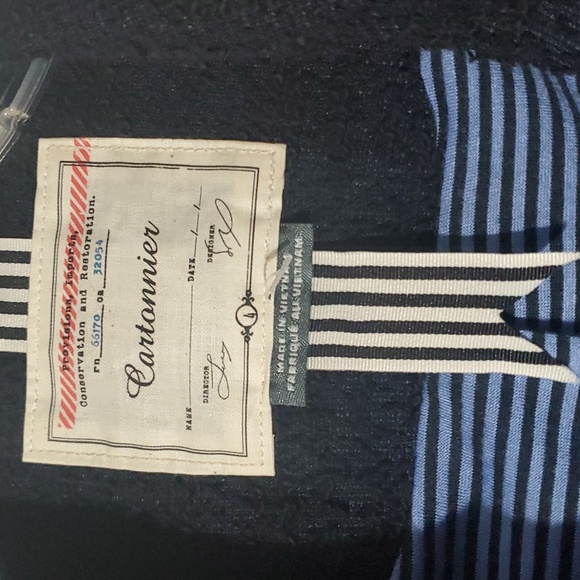 Provisions, Imports,
Conservation and Restoration.
rn 66170 ca 32054
Cartonnier
NAME
DATE
DIRECTOR
DESIGNER
4
MADE IN VIETNAM
FABRIQUÉ AU VIETNAM